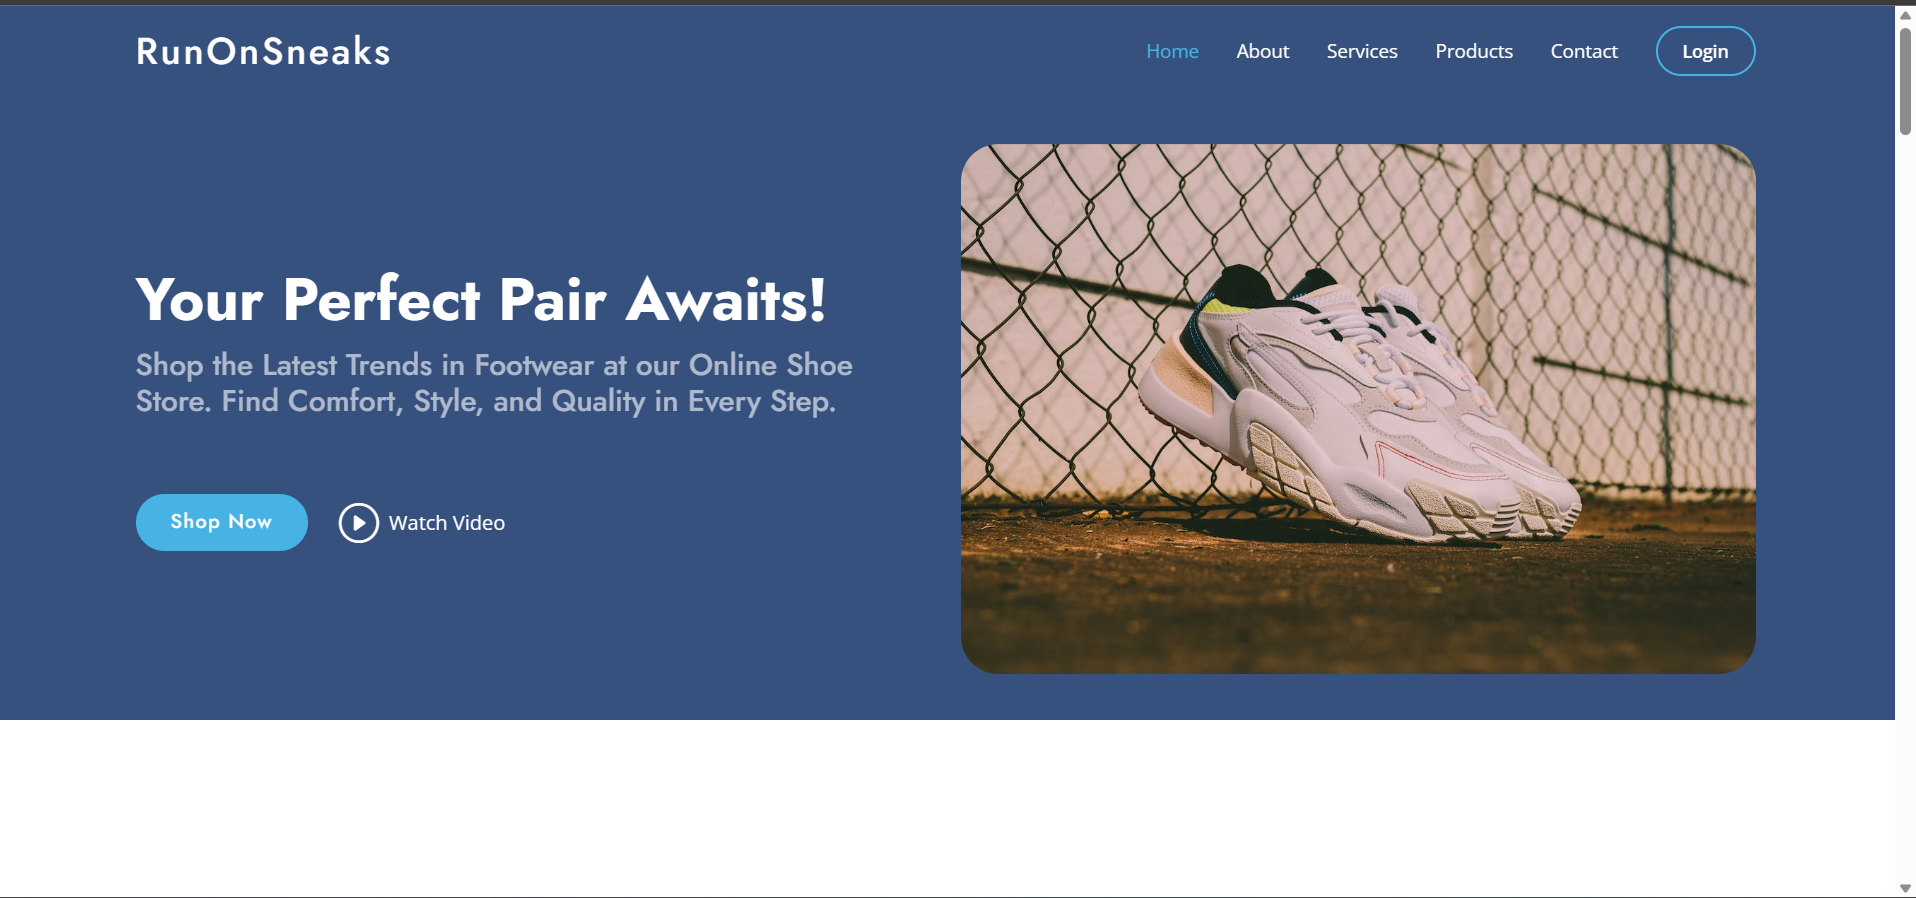 RunOnSneaks
Home About Services Products Contact Login
Your Perfect Pair Awaits!
Shop the Latest Trends in Footwear at our Online Shoe
Store. Find Comfort, Style, and Quality in Every Step.
Shop Now Watch Video